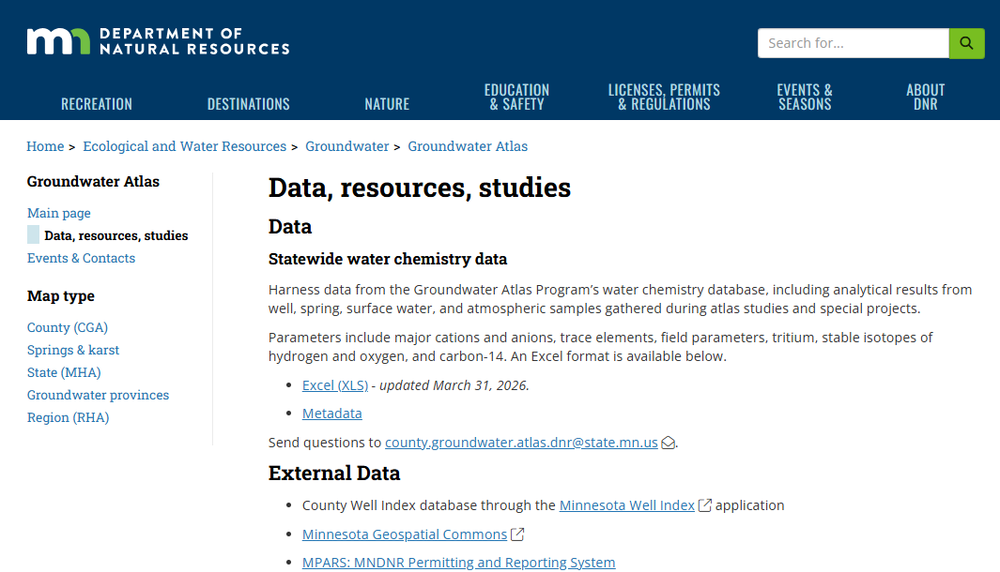 mn DEPARTMENT OF
NATURAL RESOURCES
Search for...
RECREATION
DESTINATIONS
NATURE
EDUCATION
& SAFETY
LICENSES, PERMITS
& REGULATIONS
EVENTS &
SEASONS
ABOUT
DNR
Home > Ecological and Water Resources > Groundwater > Groundwater Atlas
Groundwater Atlas
Main page
Data, resources, studies
Events & Contacts
Map type
County (CGA)
Springs & karst
State (MHA)
Groundwater provinces
Region (RHA)
Data, resources, studies
Data
Statewide water chemistry data
Harness data from the Groundwater Atlas Program’s water chemistry database, including analytical results from
well, spring, surface water, and atmospheric samples gathered during atlas studies and special projects.
Parameters include major cations and anions, trace elements, field parameters, tritium, stable isotopes of
hydrogen and oxygen, and carbon-14. An Excel format is available below.
• Excel (XLS) - updated March 31, 2026.
• Metadata
Send questions to county.groundwater.atlas.dnr@state.mn.us.
External Data
• County Well Index database through the Minnesota Well Index application
• Minnesota Geospatial Commons
• MPARS: MNDNR Permitting and Reporting System